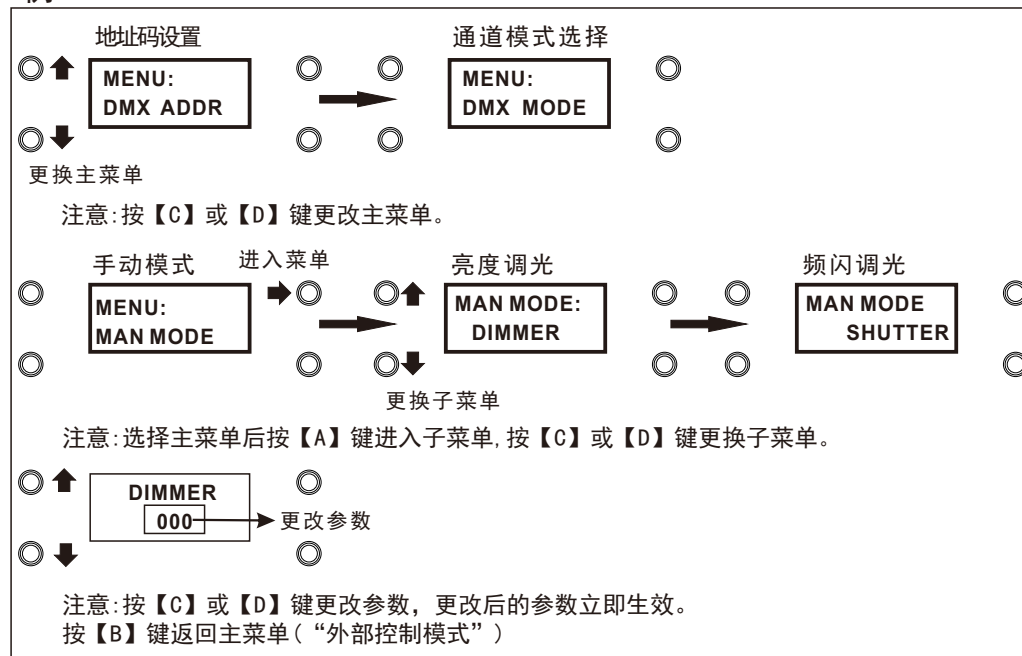 地址码设置 通道模式选择
MENU: MENU:
DMX ADDR DMX MODE
更换主菜单
注意:按【C】或【D】键更改主菜单。
手动模式 进入菜单 亮度调光 频闪调光
MENU: MAN MODE: MAN MODE
MAN MODE DIMMER SHUTTER
更换子菜单
注意:选择主菜单后按【A】键进入子菜单,按【C】或【D】键更换子菜单。
DIMMER
000 更改参数
注意:按【C】或【D】键更改参数，更改后的参数立即生效。
按【B】键返回主菜单(“外部控制模式”)